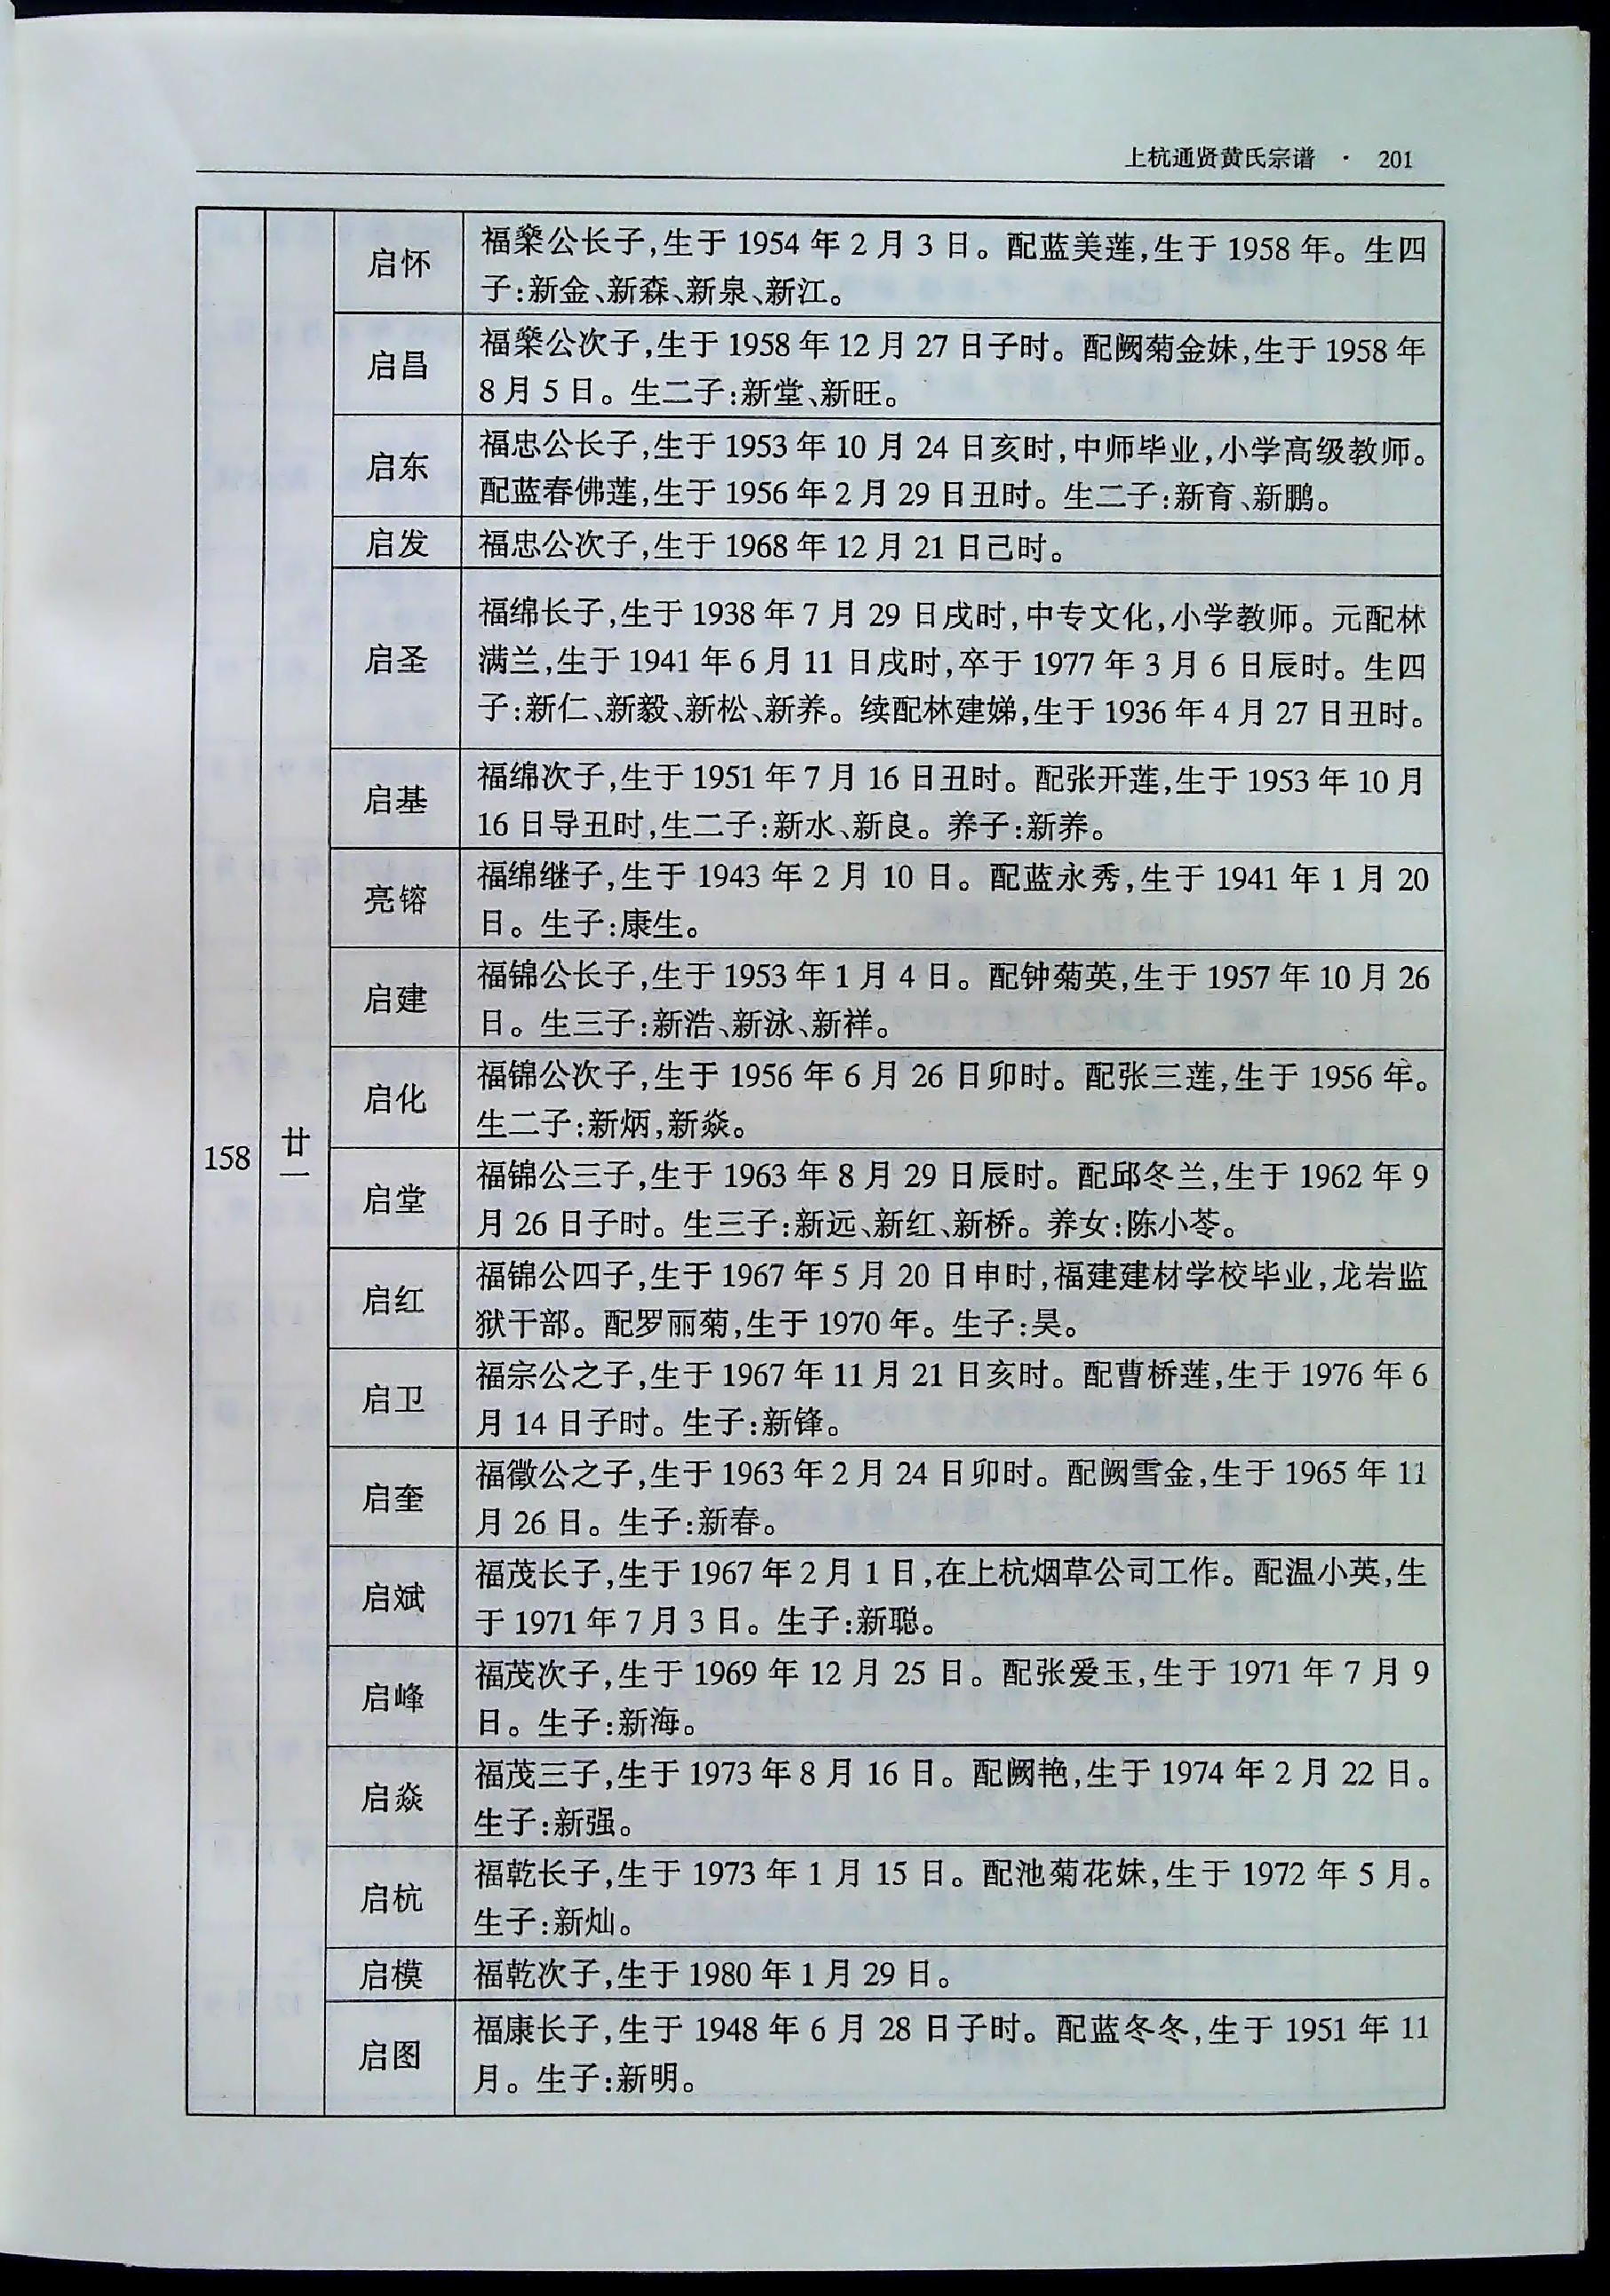 上杭通贤黄氏宗谱 · 201
158
廿一
启怀
福燊公长子,生于 1954 年 2 月 3 日。配蓝美莲,生于 1958 年。生四
子:新金、新森、新泉、新江。
启昌
福燊公次子,生于 1958 年 12 月 27 日子时。配阙菊金妹,生于 1958 年
8 月 5 日。生二子:新堂、新旺。
启东
福忠公长子,生于 1953 年 10 月 24 日亥时,中师毕业,小学高级教师。
配蓝春佛莲,生于 1956 年 2 月 29 日丑时。生二子:新育、新鹏。
启发
福忠公次子,生于 1968 年 12 月 21 日己时。
启圣
福绵长子,生于 1938 年 7 月 29 日戌时,中专文化,小学教师。元配林
满兰,生于 1941 年 6 月 11 日戌时,卒于 1977 年 3 月 6 日辰时。生四
子:新仁、新毅、新松、新养。续配林建娣,生于 1936 年 4 月 27 日丑时。
启基
福绵次子,生于 1951 年 7 月 16 日丑时。配张开莲,生于 1953 年 10 月
16 日导丑时,生二子:新水、新良。养子:新养。
亮镕
福绵继子,生于 1943 年 2 月 10 日。配蓝永秀,生于 1941 年 1 月 20
日。生子:康生。
启建
福锦公长子,生于 1953 年 1 月 4 日。配钟菊英,生于 1957 年 10 月 26
日。生三子:新浩、新泳、新祥。
启化
福锦公次子,生于 1956 年 6 月 26 日卯时。配张三莲,生于 1956 年。
生二子:新炳,新焱。
启堂
福锦公三子,生于 1963 年 8 月 29 日辰时。配邱冬兰,生于 1962 年 9
月 26 日子时。生三子:新远、新红、新桥。养女:陈小苓。
启红
福锦公四子,生于 1967 年 5 月 20 日申时,福建建材学校毕业,龙岩监
狱干部。配罗丽菊,生于 1970 年。生子:昊。
启卫
福宗公之子,生于 1967 年 11 月 21 日亥时。配曹桥莲,生于 1976 年 6
月 14 日子时。生子:新锋。
启奎
福徵公之子,生于 1963 年 2 月 24 日卯时。配阙雪金,生于 1965 年 11
月 26 日。生子:新春。
启斌
福茂长子,生于 1967 年 2 月 1 日,在上杭烟草公司工作。配温小英,生
于 1971 年 7 月 3 日。生子:新聪。
启峰
福茂次子,生于 1969 年 12 月 25 日。配张爱玉,生于 1971 年 7 月 9
日。生子:新海。
启焱
福茂三子,生于 1973 年 8 月 16 日。配阙艳,生于 1974 年 2 月 22 日。
生子:新强。
启杭
福乾长子,生于 1973 年 1 月 15 日。配池菊花妹,生于 1972 年 5 月。
生子:新灿。
启模
福乾次子,生于 1980 年 1 月 29 日。
启图
福康长子,生于 1948 年 6 月 28 日子时。配蓝冬冬,生于 1951 年 11
月。生子:新明。